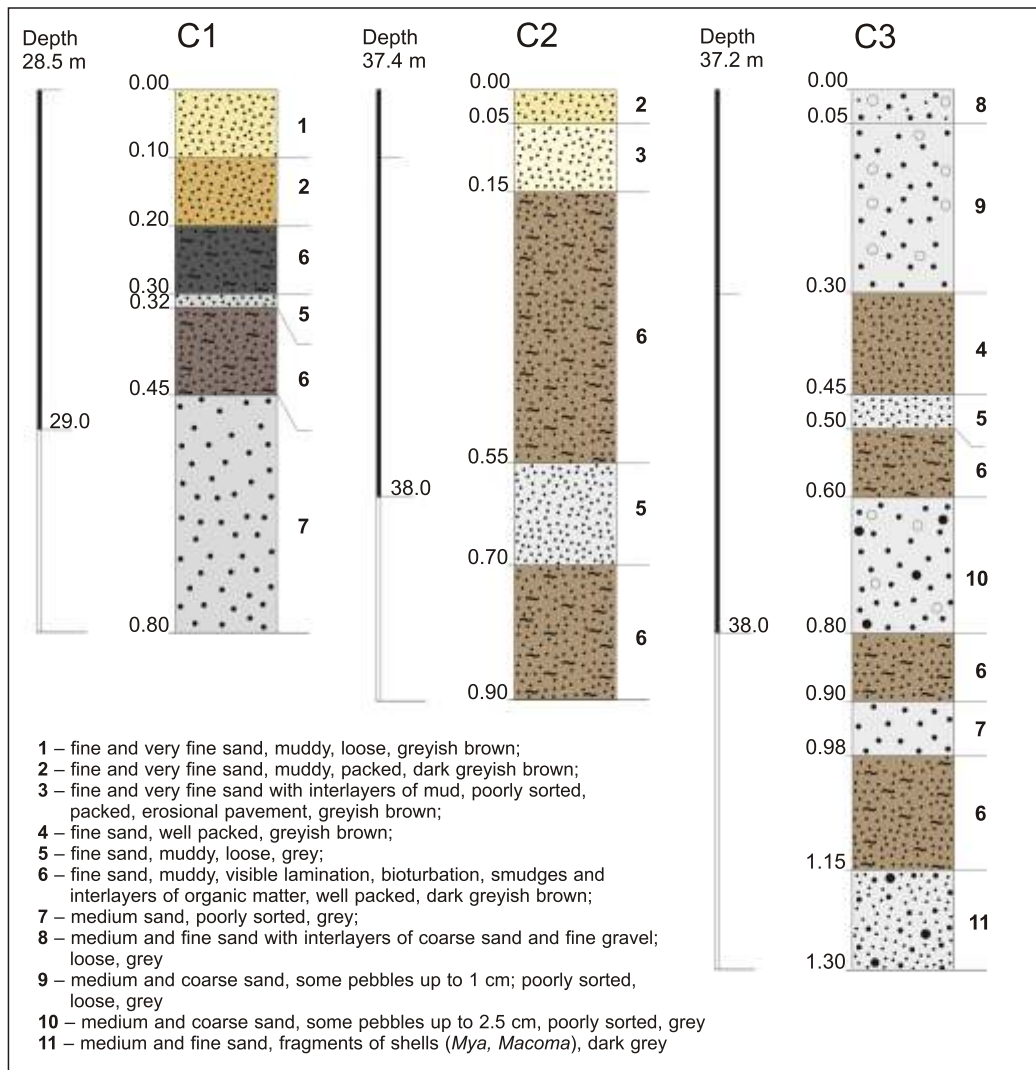 Depth
28.5 m
C1
0.00
1
0.10
2
0.20
6
0.30
0.32
5
6
0.45
29.0
7
0.80
Depth
37.4 m
C2
0.00
2
0.05
3
0.15
6
0.55
38.0
5
0.70
6
0.90
Depth
37.2 m
C3
0.00
8
0.05
9
0.30
4
0.45
5
0.50
6
0.60
10
0.80
38.0
6
0.90
7
0.98
6
1.15
11
1.30
1 – fine and very fine sand, muddy, loose, greyish brown;
2 – fine and very fine sand, muddy, packed, dark greyish brown;
3 – fine and very fine sand with interlayers of mud, poorly sorted,
packed, erosional pavement, greyish brown;
4 – fine sand, well packed, greyish brown;
5 – fine sand, muddy, loose, grey;
6 – fine sand, muddy, visible lamination, bioturbation, smudges and
interlayers of organic matter, well packed, dark greyish brown;
7 – medium sand, poorly sorted, grey;
8 – medium and fine sand with interlayers of coarse sand and fine gravel;
loose, grey
9 – medium and coarse sand, some pebbles up to 1 cm; poorly sorted,
loose, grey
10 – medium and coarse sand, some pebbles up to 2.5 cm, poorly sorted, grey
11 – medium and fine sand, fragments of shells (Mya, Macoma), dark grey